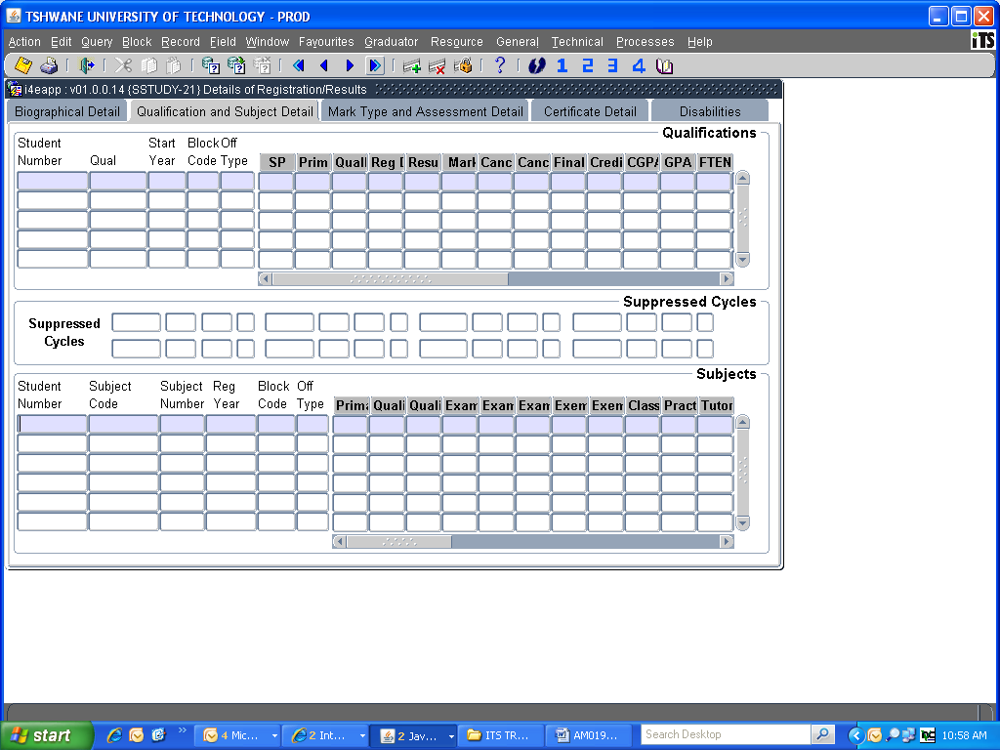 TSHWANE UNIVERSITY OF TECHNOLOGY - PROD
Action Edit Query Block Record Field Window Favourites Graduator Resource General Technical Processes Help
iTS
? 1 2 3 4
i4eapp : v01.0.0.14 {SSTUDY-21} Details of Registration/Results
Biographical Detail Qualification and Subject Detail Mark Type and Assessment Detail Certificate Detail Disabilities
Qualifications
Student Start Block Off
Number Qual Year Code Type SP Prim Quali Reg D Resu Mark Canc Canc Final Credi CGPA GPA FTEN
Suppressed Cycles
Suppressed
Cycles
Subjects
Student Subject Subject Reg Block Off
Number Code Number Year Code Type Prima Quali Quali Exam Exam Exam Exem Exem Class Pract Tutor
start 4 Mic... 2 Int... 2 Jav... ITS TR... AM019... Search Desktop 10:58 AM